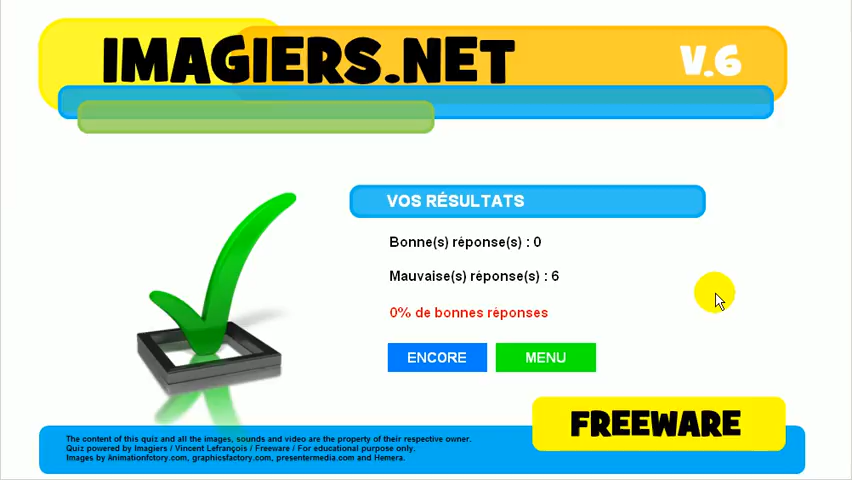 IMAGIERS.NET
V.6
VOS RÉSULTATS
Bonne(s) réponse(s) : 0
Mauvaise(s) réponse(s) : 6
0% de bonnes réponses
ENCORE
MENU
FREEWARE
The content of this quiz and all the images, sounds and video are the property of their respective owner.
Quiz powered by Imagiers / Vincent Lefrançois / Freeware / For educational purpose only.
Images by Animationfctory.com, graphicsfactory.com, presentermedia.com and Hemera.